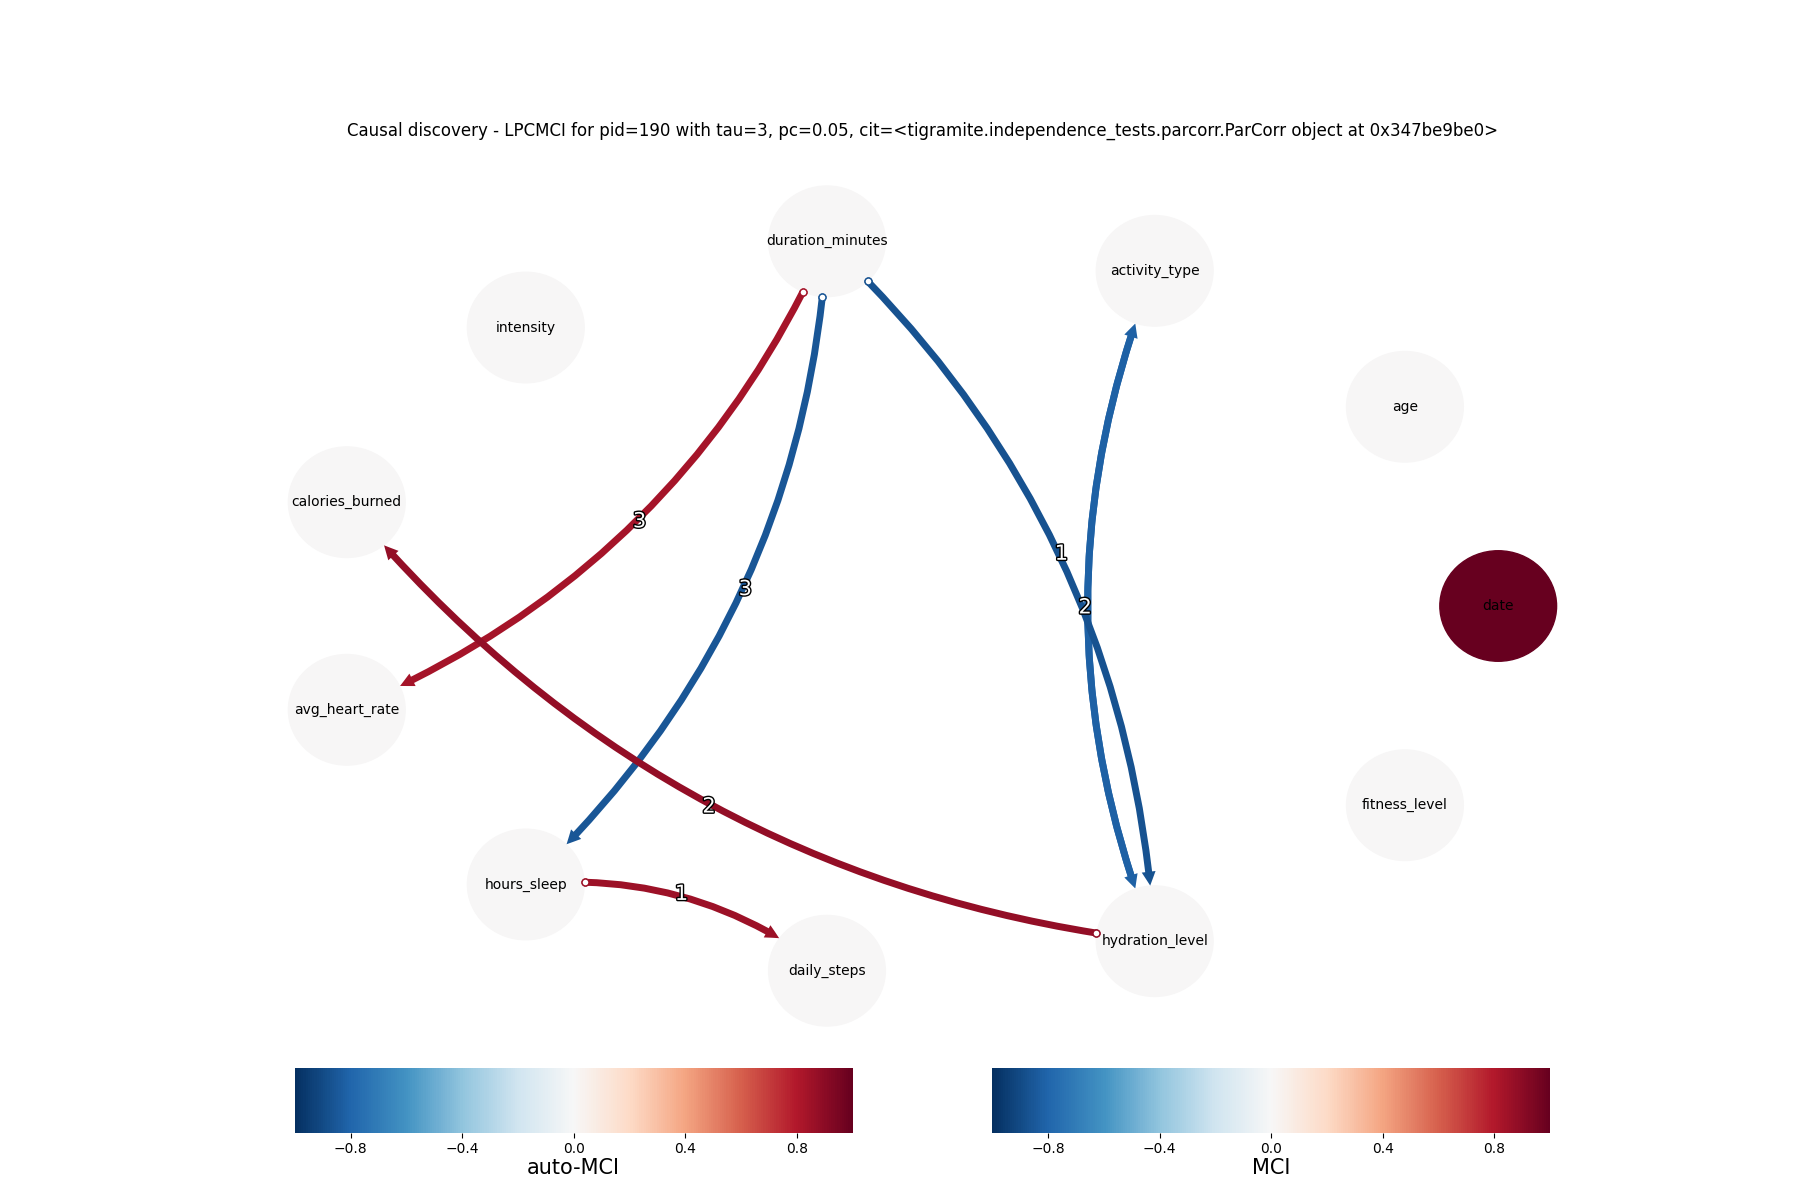 Causal discovery - LPCMCI for pid=190 with tau=3, pc=0.05, cit=<tigramite.independence_tests.parcorr.ParCorr object at 0x347be9be0>
duration_minutes
activity_type
intensity
age
calories_burned
3
1
3
2
date
avg_heart_rate
2
fitness_level
hours_sleep
1
hydration_level
daily_steps
−0.8 −0.4 0.0 0.4 0.8
auto-MCI
−0.8 −0.4 0.0 0.4 0.8
MCI